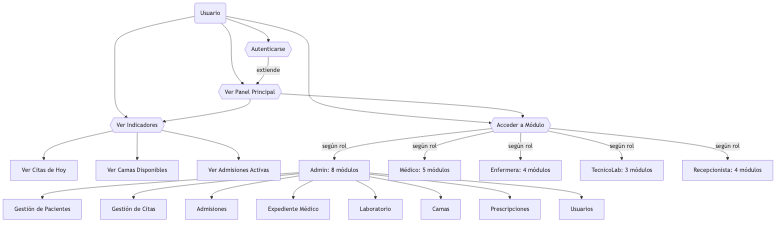 Usuario
Autenticarse
extiende
Ver Panel Principal
Ver Indicadores
Acceder a Módulo
según rol
según rol
según rol
según rol
según rol
Ver Citas de Hoy
Ver Camas Disponibles
Ver Admisiones Activas
Admin: 8 módulos
Médico: 5 módulos
Enfermera: 4 módulos
TecnicoLab: 3 módulos
Recepcionista: 4 módulos
Gestión de Pacientes
Gestión de Citas
Admisiones
Expediente Médico
Laboratorio
Camas
Prescripciones
Usuarios